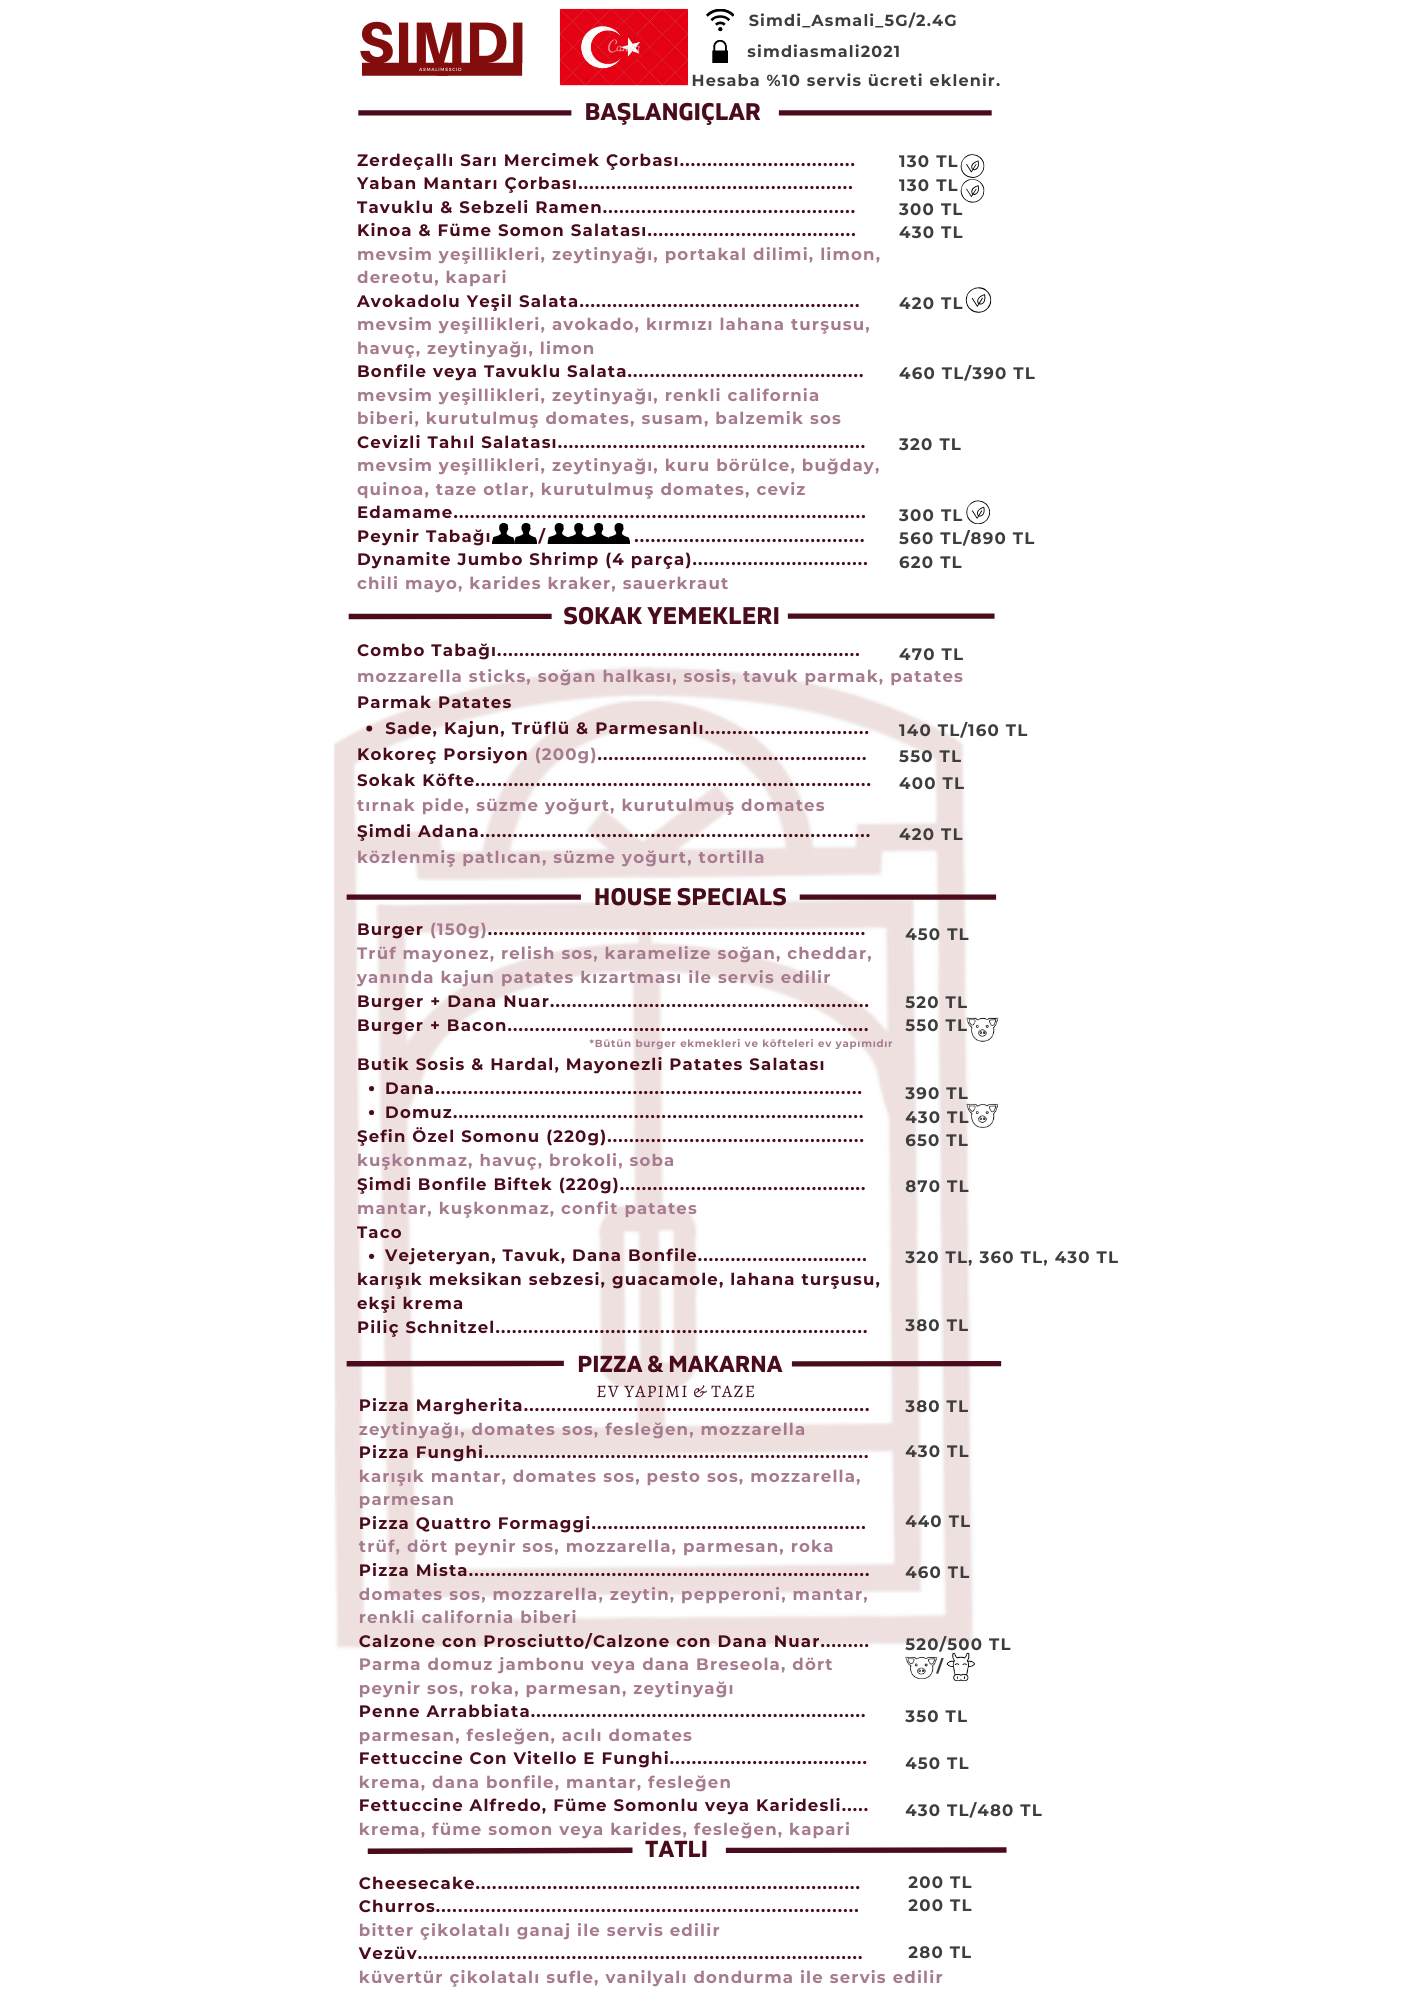 SIMDI
ASMALIMESCID
Simdi_Asmali_5G/2.4G
simdiasmali2021
Hesaba %10 servis ücreti eklenir.
BAŞLANGIÇLAR
Zerdeçallı Sarı Mercimek Çorbası................................ 130 TL
Yaban Mantarı Çorbası.................................................. 130 TL
Tavuklu & Sebzeli Ramen.............................................. 300 TL
Kinoa & Füme Somon Salatası...................................... 430 TL
mevsim yeşillikleri, zeytinyağı, portakal dilimi, limon,
dereotu, kapari
Avokadolu Yeşil Salata................................................... 420 TL
mevsim yeşillikleri, avokado, kırmızı lahana turşusu,
havuç, zeytinyağı, limon
Bonfile veya Tavuklu Salata........................................... 460 TL/390 TL
mevsim yeşillikleri, zeytinyağı, renkli california
biberi, kurutulmuş domates, susam, balzemik sos
Cevizli Tahıl Salatası........................................................ 320 TL
mevsim yeşillikleri, zeytinyağı, kuru börülce, buğday,
quinoa, taze otlar, kurutulmuş domates, ceviz
Edamame........................................................................... 300 TL
Peynir Tabağı / .......................................... 560 TL/890 TL
Dynamite Jumbo Shrimp (4 parça)................................ 620 TL
chili mayo, karides kraker, sauerkraut
SOKAK YEMEKLERI
Combo Tabağı.................................................................. 470 TL
mozzarella sticks, soğan halkası, sosis, tavuk parmak, patates
Parmak Patates
• Sade, Kajun, Trüflü & Parmesanlı.............................. 140 TL/160 TL
Kokoreç Porsiyon (200g)................................................. 550 TL
Sokak Köfte........................................................................ 400 TL
tırnak pide, süzme yoğurt, kurutulmuş domates
Şimdi Adana....................................................................... 420 TL
közlenmiş patlıcan, süzme yoğurt, tortilla
HOUSE SPECIALS
Burger (150g)..................................................................... 450 TL
Trüf mayonez, relish sos, karamelize soğan, cheddar,
yanında kajun patates kızartması ile servis edilir
Burger + Dana Nuar.......................................................... 520 TL
Burger + Bacon.................................................................. 550 TL
*Bütün burger ekmekleri ve köfteleri ev yapımıdır
Butik Sosis & Hardal, Mayonezli Patates Salatası
• Dana.............................................................................. 390 TL
• Domuz........................................................................... 430 TL
Şefin Özel Somonu (220g)............................................... 650 TL
kuşkonmaz, havuç, brokoli, soba
Şimdi Bonfile Biftek (220g)............................................. 870 TL
mantar, kuşkonmaz, confit patates
Taco
• Vejeteryan, Tavuk, Dana Bonfile............................... 320 TL, 360 TL, 430 TL
karışık meksikan sebzesi, guacamole, lahana turşusu,
ekşi krema
Piliç Schnitzel.................................................................... 380 TL
PIZZA & MAKARNA
EV YAPIMI & TAZE
Pizza Margherita............................................................... 380 TL
zeytinyağı, domates sos, fesleğen, mozzarella
Pizza Funghi...................................................................... 430 TL
karışık mantar, domates sos, pesto sos, mozzarella,
parmesan
Pizza Quattro Formaggi.................................................. 440 TL
trüf, dört peynir sos, mozzarella, parmesan, roka
Pizza Mista......................................................................... 460 TL
domates sos, mozzarella, zeytin, pepperoni, mantar,
renkli california biberi
Calzone con Prosciutto/Calzone con Dana Nuar......... 520/500 TL
Parma domuz jambonu veya dana Breseola, dört /
peynir sos, roka, parmesan, zeytinyağı
Penne Arrabbiata............................................................. 350 TL
parmesan, fesleğen, acılı domates
Fettuccine Con Vitello E Funghi.................................... 450 TL
krema, dana bonfile, mantar, fesleğen
Fettuccine Alfredo, Füme Somonlu veya Karidesli..... 430 TL/480 TL
krema, füme somon veya karides, fesleğen, kapari
TATLI
Cheesecake...................................................................... 200 TL
Churros............................................................................. 200 TL
bitter çikolatalı ganaj ile servis edilir
Vezüv................................................................................. 280 TL
küvertür çikolatalı sufle, vanilyalı dondurma ile servis edilir